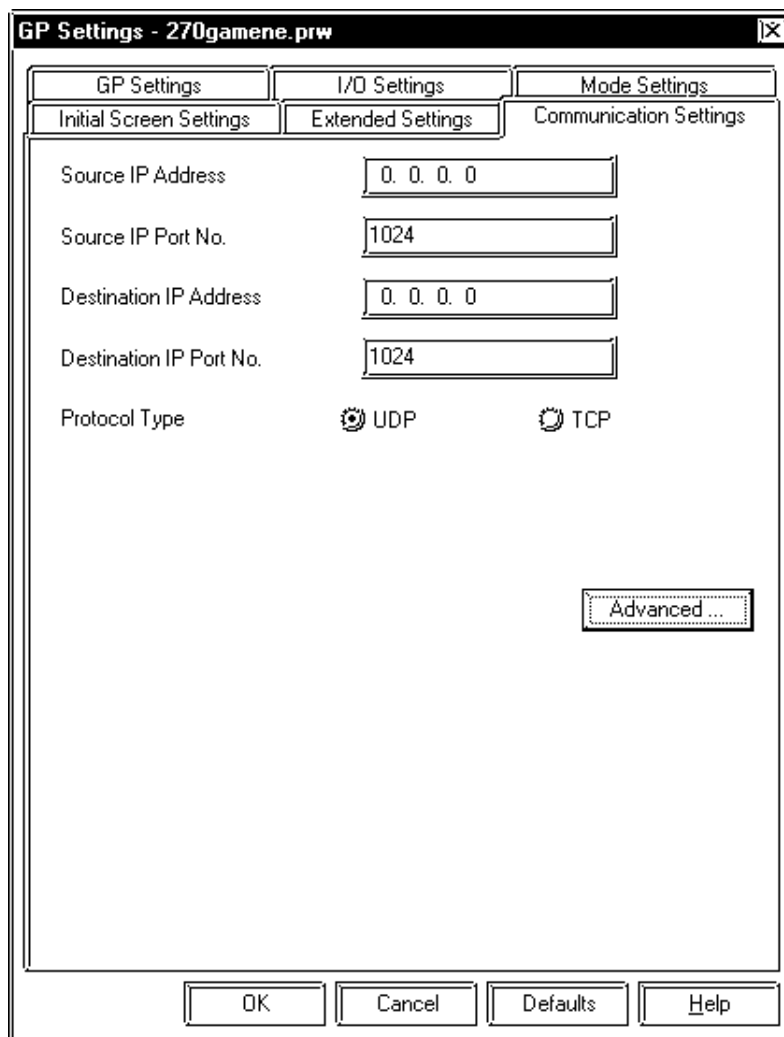 GP Settings - 270gamene.prw
GP Settings I/O Settings Mode Settings
Initial Screen Settings Extended Settings Communication Settings
Source IP Address 0. 0. 0. 0
Source IP Port No. 1024
Destination IP Address 0. 0. 0. 0
Destination IP Port No. 1024
Protocol Type UDP TCP
Advanced ...
OK Cancel Defaults Help